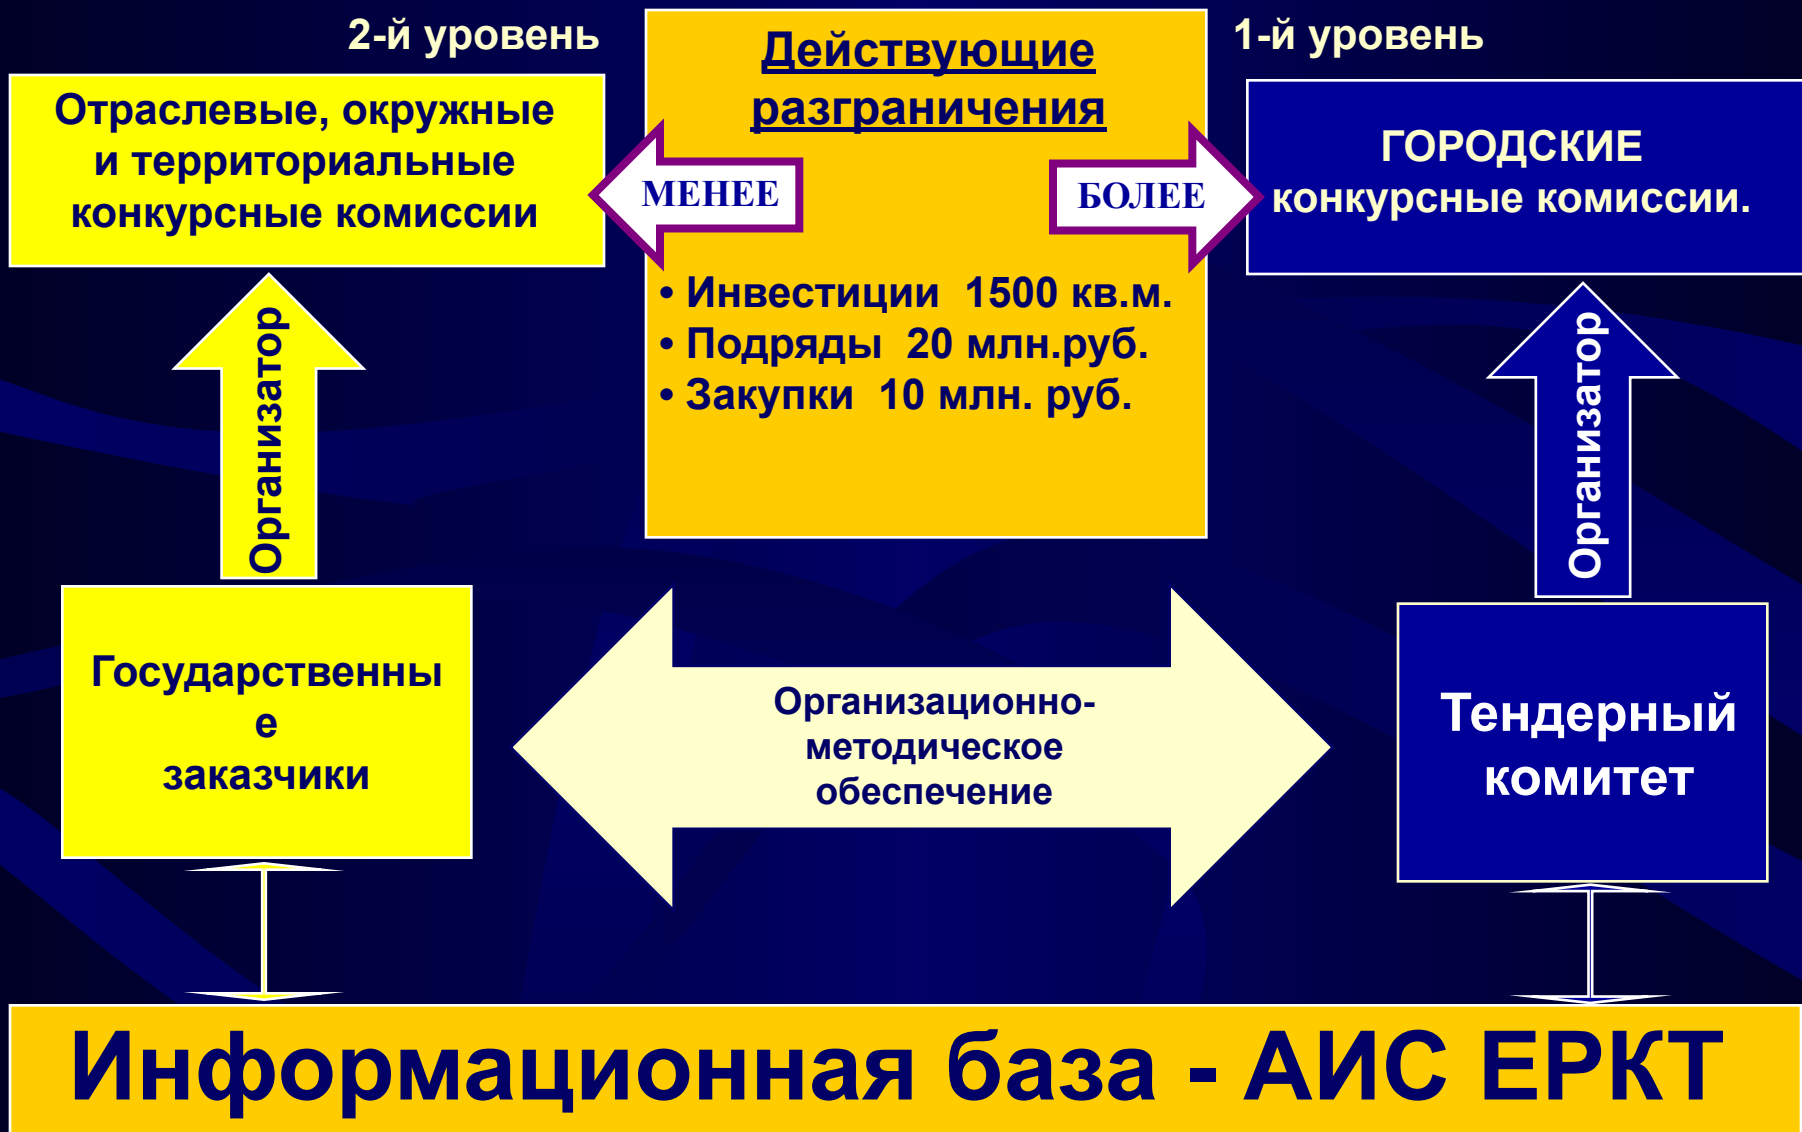 2-й уровень
Отраслевые, окружные
и территориальные
конкурсные комиссии
Действующие
разграничения
МЕНЕЕ
БОЛЕЕ
• Инвестиции 1500 кв.м.
• Подряды 20 млн.руб.
• Закупки 10 млн. руб.
1-й уровень
ГОРОДСКИЕ
конкурсные комиссии.
Организатор
Организатор
Государственны
е
заказчики
Организационно-
методическое
обеспечение
Тендерный
комитет
Информационная база - АИС ЕРКТ